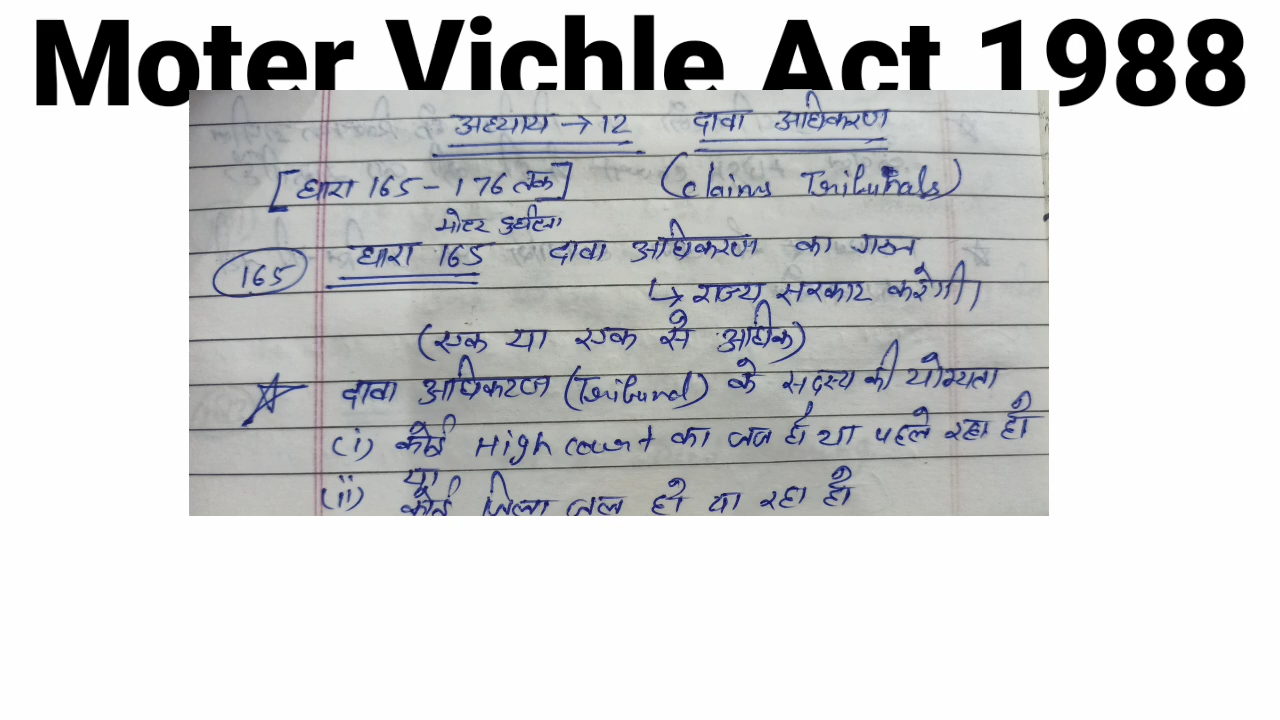 Moter Vichle Act 1988
अध्याय → 12 दावा अधिकरण
[धारा 165 - 176 तक] (Claims Tribunals)
मोटर दुर्घटना
(165) धारा 165 दावा अधिकरण का गठन
↳ राज्य सरकार करेगी।
(एक या एक से अधिक)
☆ दावा अधिकरण (Tribunal) के सदस्य की योग्यता
(i) कोई High court का जज हो या पहले रहा हो
या
(ii) कोई जिला जज हो या रहा हो